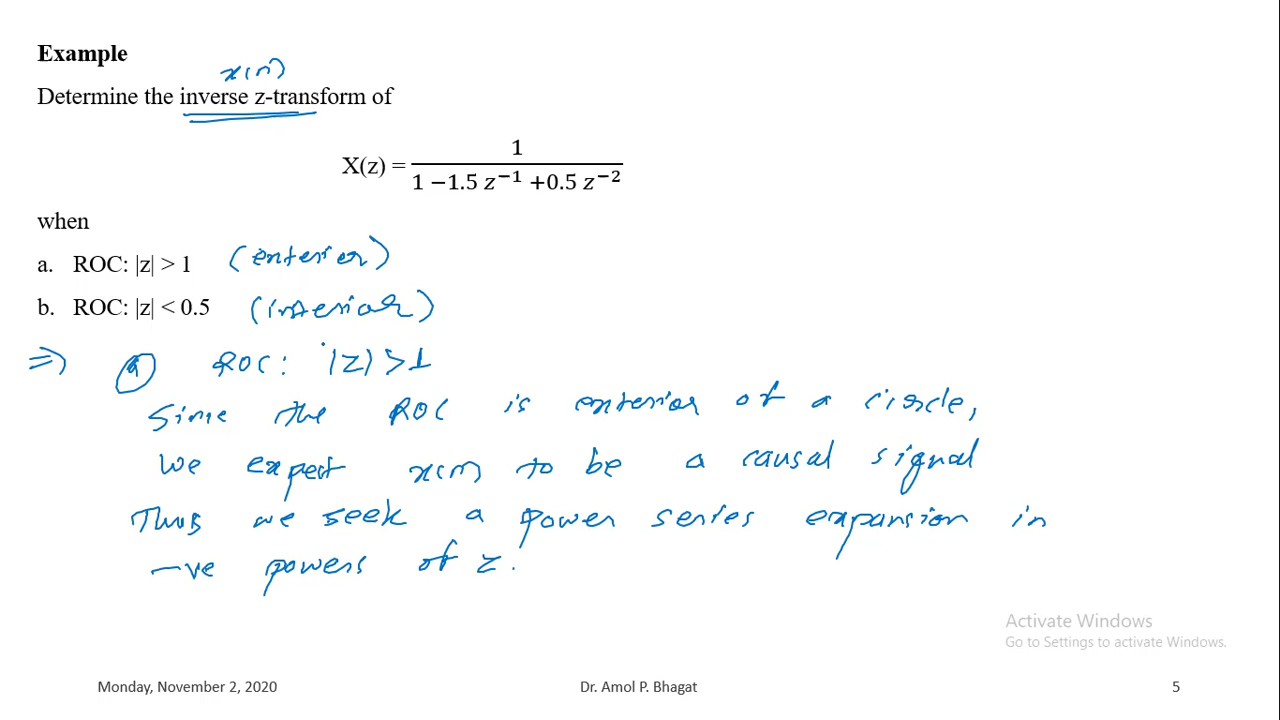 Example
x(n)
Determine the inverse z-transform of
X(z) = 1 / (1 −1.5 z⁻¹ +0.5 z⁻²)
when
a. ROC: |z| > 1 (exterior)
b. ROC: |z| < 0.5 (interior)
⇒ (a) ROC: |z| > 1
Since the ROC is exterior of a circle,
We expect x(n) to be a causal signal
Thus we seek a power series expansion in
-ve powers of z.
Activate Windows
Go to Settings to activate Windows.
Monday, November 2, 2020 Dr. Amol P. Bhagat 5